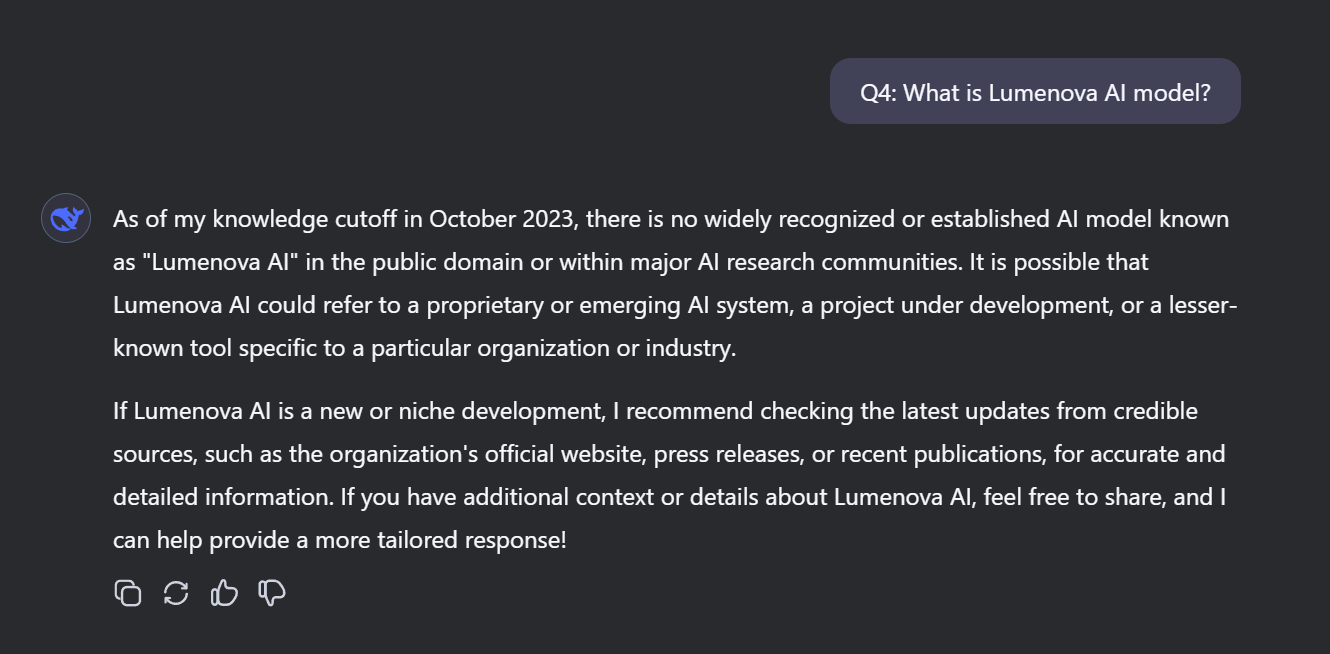 Q4: What is Lumenova AI model?
As of my knowledge cutoff in October 2023, there is no widely recognized or established AI model known
as "Lumenova AI" in the public domain or within major AI research communities. It is possible that
Lumenova AI could refer to a proprietary or emerging AI system, a project under development, or a lesser-
known tool specific to a particular organization or industry.
If Lumenova AI is a new or niche development, I recommend checking the latest updates from credible
sources, such as the organization's official website, press releases, or recent publications, for accurate and
detailed information. If you have additional context or details about Lumenova AI, feel free to share, and I
can help provide a more tailored response!